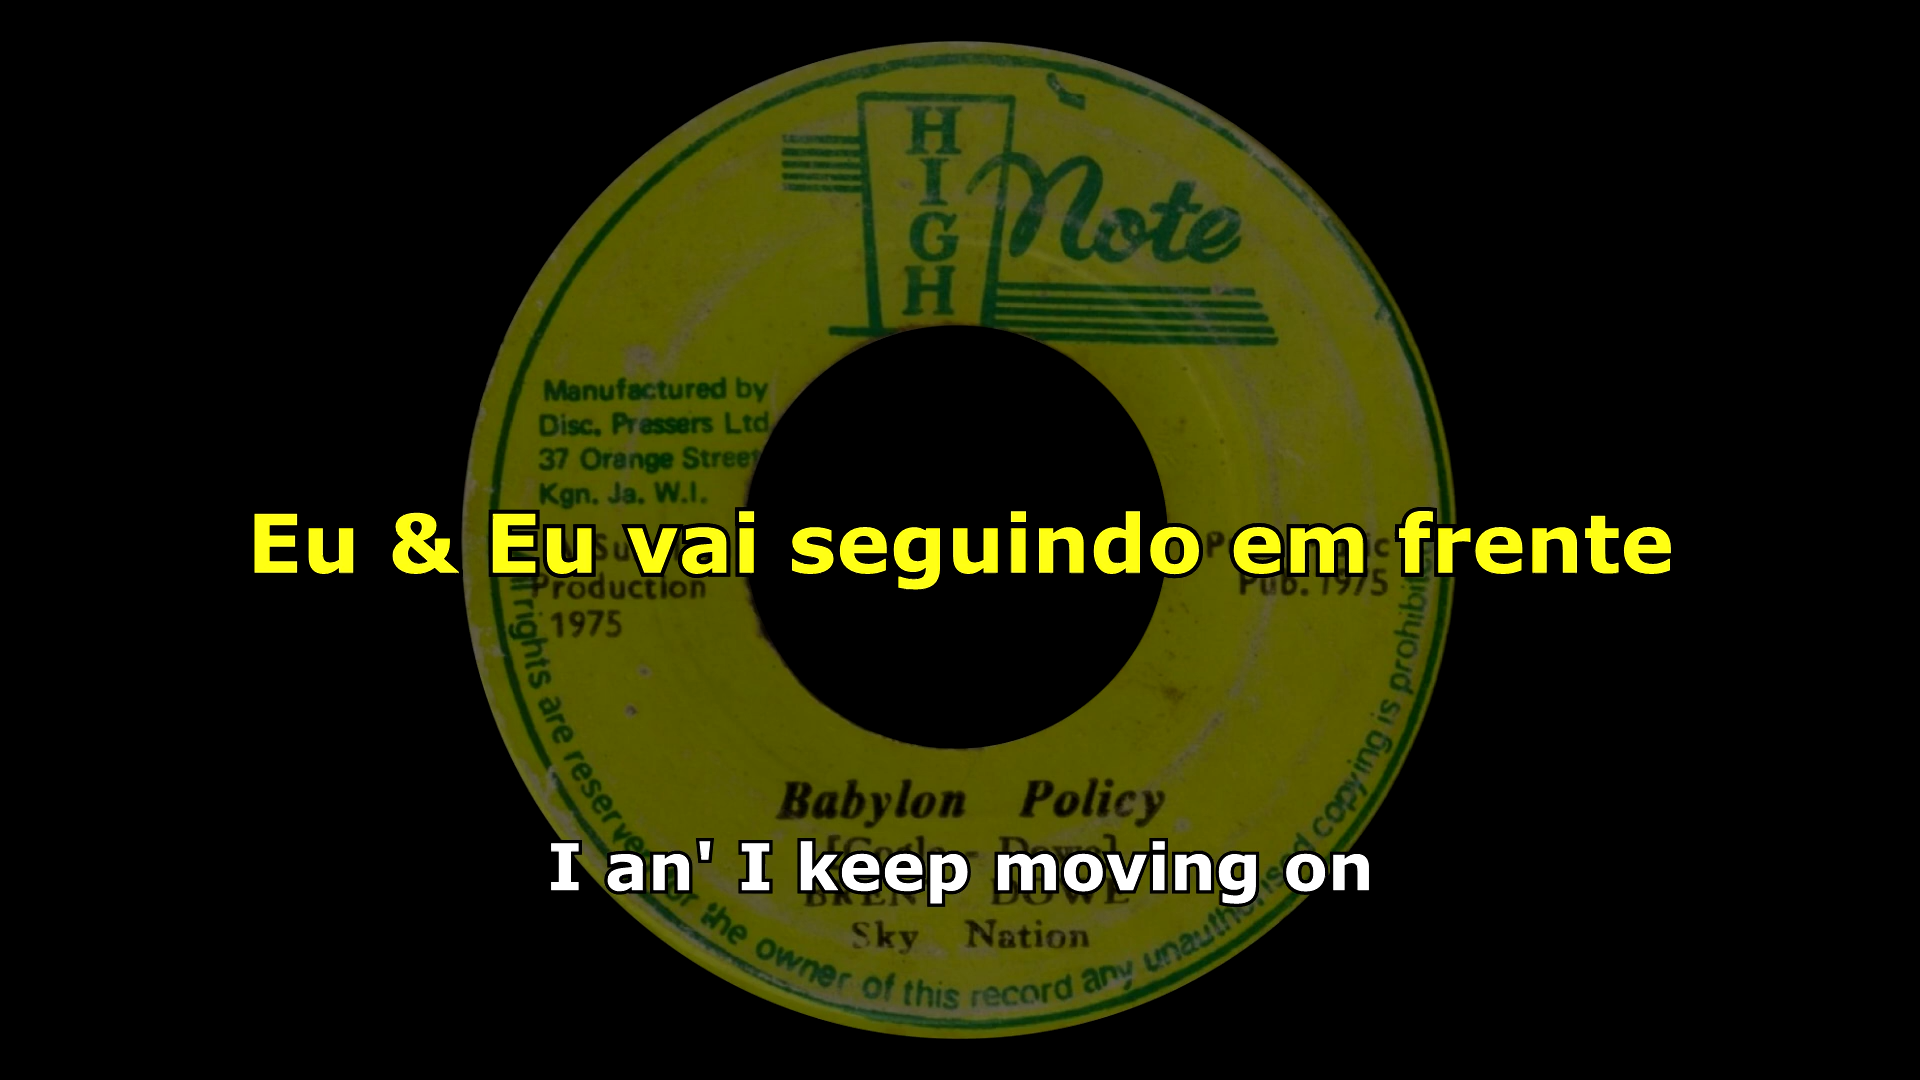 HIGH Note
Manufactured by
Disc. Pressers Ltd
37 Orange Street
Kgn. Ja. W.I.
Eu & Eu vai seguindo em frente
Production
1975
Pub. 1975
Babylon Policy
I an' I keep moving on
Sky Nation
rights are reserved for the owner of this record any unauthorised copying is prohibi